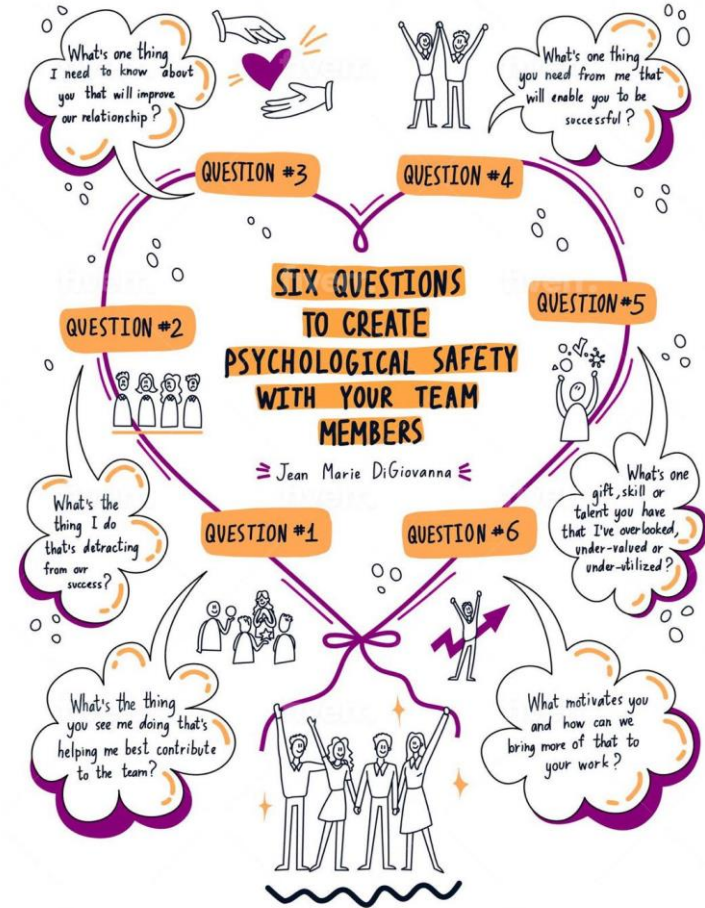 What's one thing
I need to know about
you that will improve
our relationship?
What's one thing
you need from me that
will enable you to be
successful?
QUESTION #3
QUESTION #4
SIX QUESTIONS
TO CREATE
PSYCHOLOGICAL SAFETY
WITH YOUR TEAM
MEMBERS
Jean Marie DiGiovanna
QUESTION #2
QUESTION #5
What's the
thing I do
that's detracting
from our
success?
What's one
gift, skill or
talent you have
that I've overlooked,
under-valued or
under-utilized?
QUESTION #1
QUESTION #6
What's the thing
you see me doing that's
helping me best contribute
to the team?
What motivates you
and how can we
bring more of that to
your work?